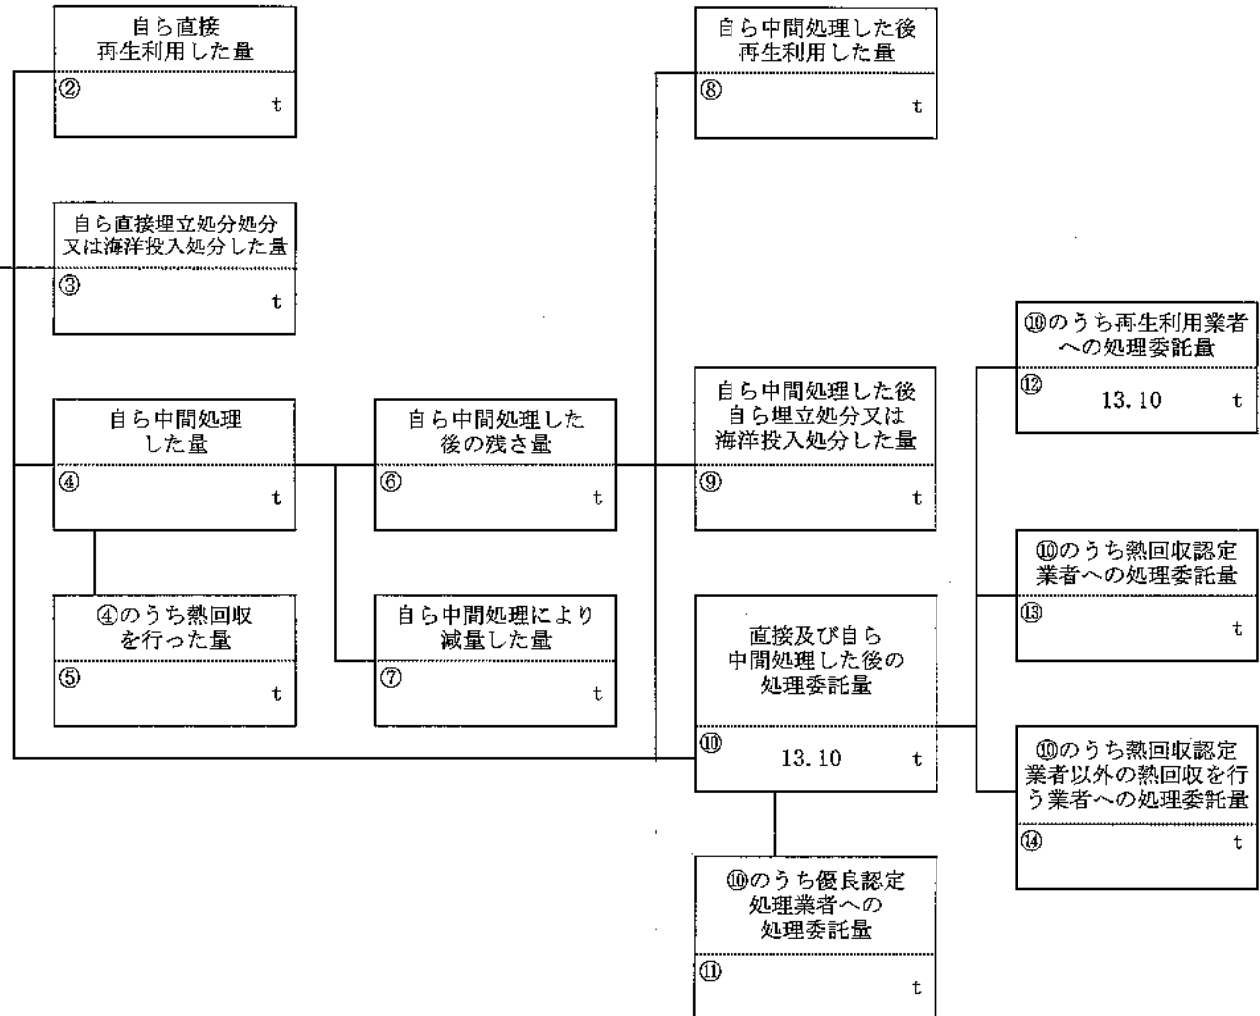 自ら直接
再生利用した量
②
t
自ら中間処理した後
再生利用した量
⑧
t
自ら直接埋立処分処分
又は海洋投入処分した量
③
t
⑩のうち再生利用業者
への処理委託量
⑫
13.10 t
自ら中間処理
した量
④
t
自ら中間処理した
後の残さ量
⑥
t
自ら中間処理した後
自ら埋立処分又は
海洋投入処分した量
⑨
t
⑩のうち熱回収認定
業者への処理委託量
⑬
t
④のうち熱回収
を行った量
⑤
t
自ら中間処理により
減量した量
⑦
t
直接及び自ら
中間処理した後の
処理委託量
⑩
13.10 t
⑩のうち熱回収認定
業者以外の熱回収を行
う業者への処理委託量
⑭
t
⑩のうち優良認定
処理業者への
処理委託量
⑪
t